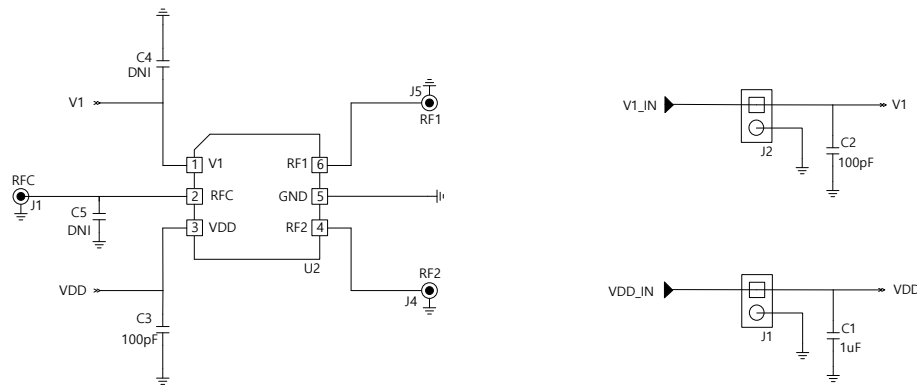 C4
DNI
V1
J5
RF1
1
V1
RF1
6
RFC
J1
2
RFC
GND
5
C5
DNI
3
VDD
RF2
4
U2
VDD
RF2
J4
C3
100pF
V1_IN
V1
J2
C2
100pF
VDD_IN
VDD
J1
C1
1uF